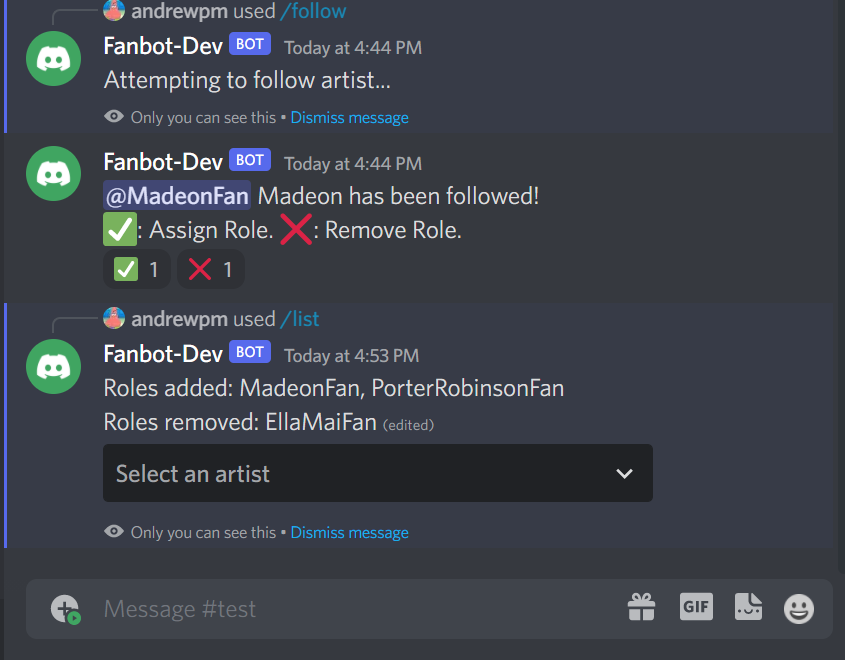 andrewpm used /follow
Fanbot-Dev BOT Today at 4:44 PM
Attempting to follow artist...
Only you can see this • Dismiss message
Fanbot-Dev BOT Today at 4:44 PM
@MadeonFan Madeon has been followed!
✅: Assign Role. ❌: Remove Role.
✅ 1 ❌ 1
andrewpm used /list
Fanbot-Dev BOT Today at 4:53 PM
Roles added: MadeonFan, PorterRobinsonFan
Roles removed: EllaMaiFan (edited)
Select an artist
Only you can see this • Dismiss message
Message #test GIF